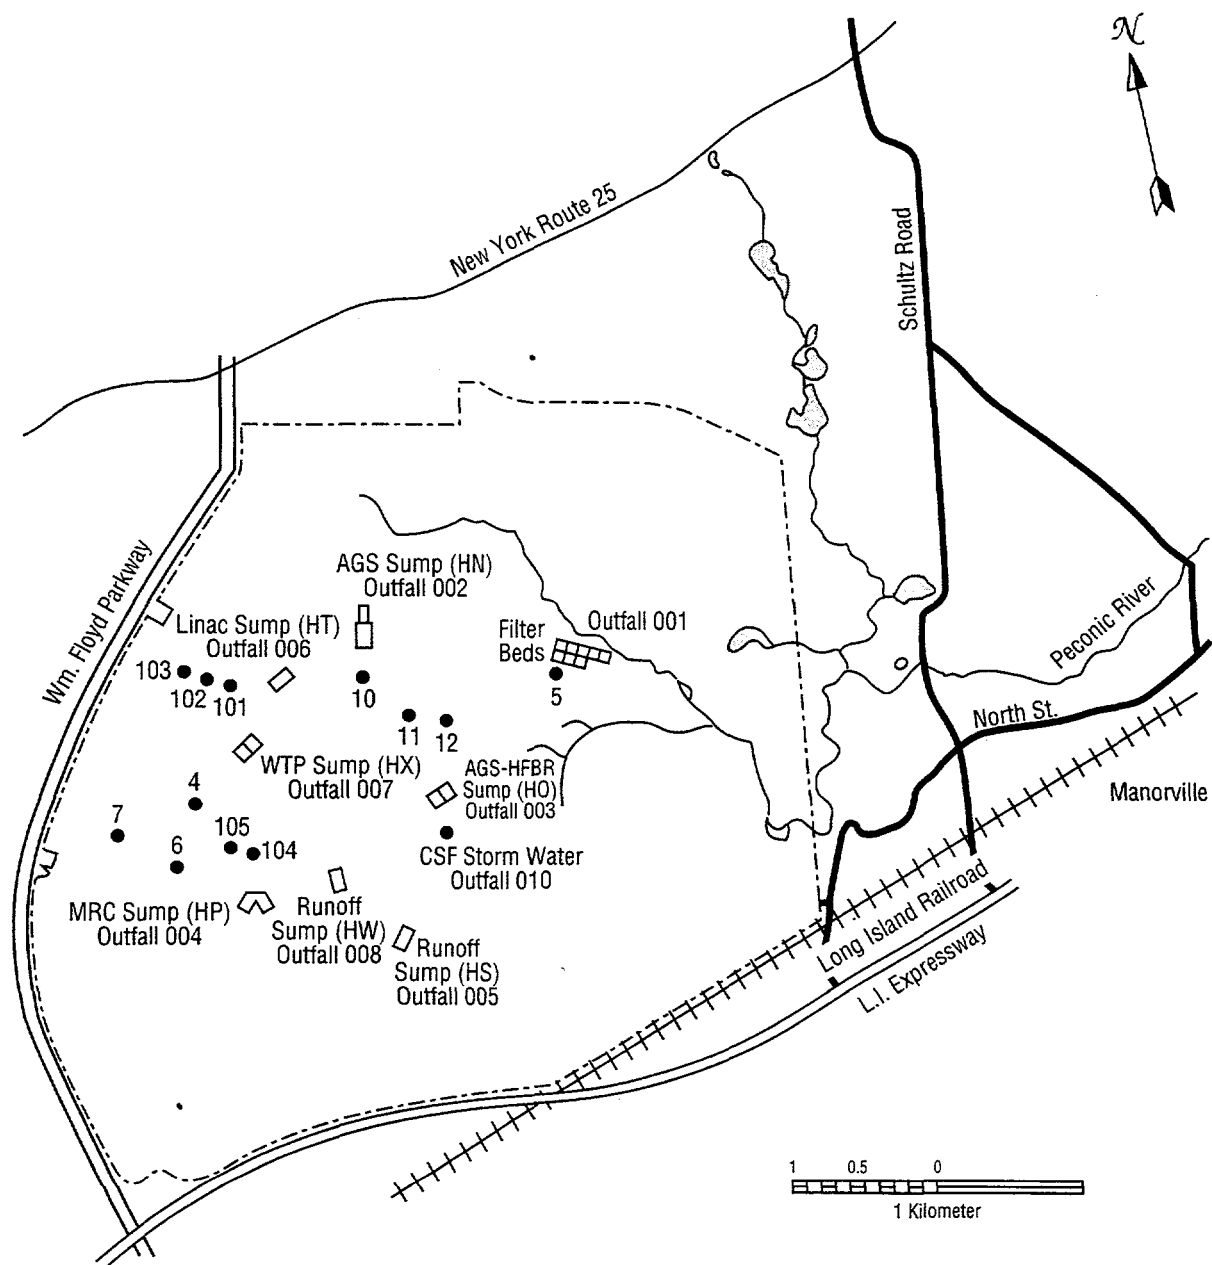 N
New York Route 25
Schultz Road
Wm. Floyd Parkway
AGS Sump (HN)
Outfall 002
Linac Sump (HT)
Outfall 006
Filter
Beds
Outfall 001
Peconic River
103
102
101
10
5
11
12
North St.
WTP Sump (HX)
Outfall 007
AGS-HFBR
Sump (HO)
Outfall 003
Manorville
4
7
6
105
104
CSF Storm Water
Outfall 010
MRC Sump (HP)
Outfall 004
Runoff
Sump (HW)
Outfall 008
Runoff
Sump (HS)
Outfall 005
Long Island Railroad
L.I. Expressway
1 0.5 0
1 Kilometer